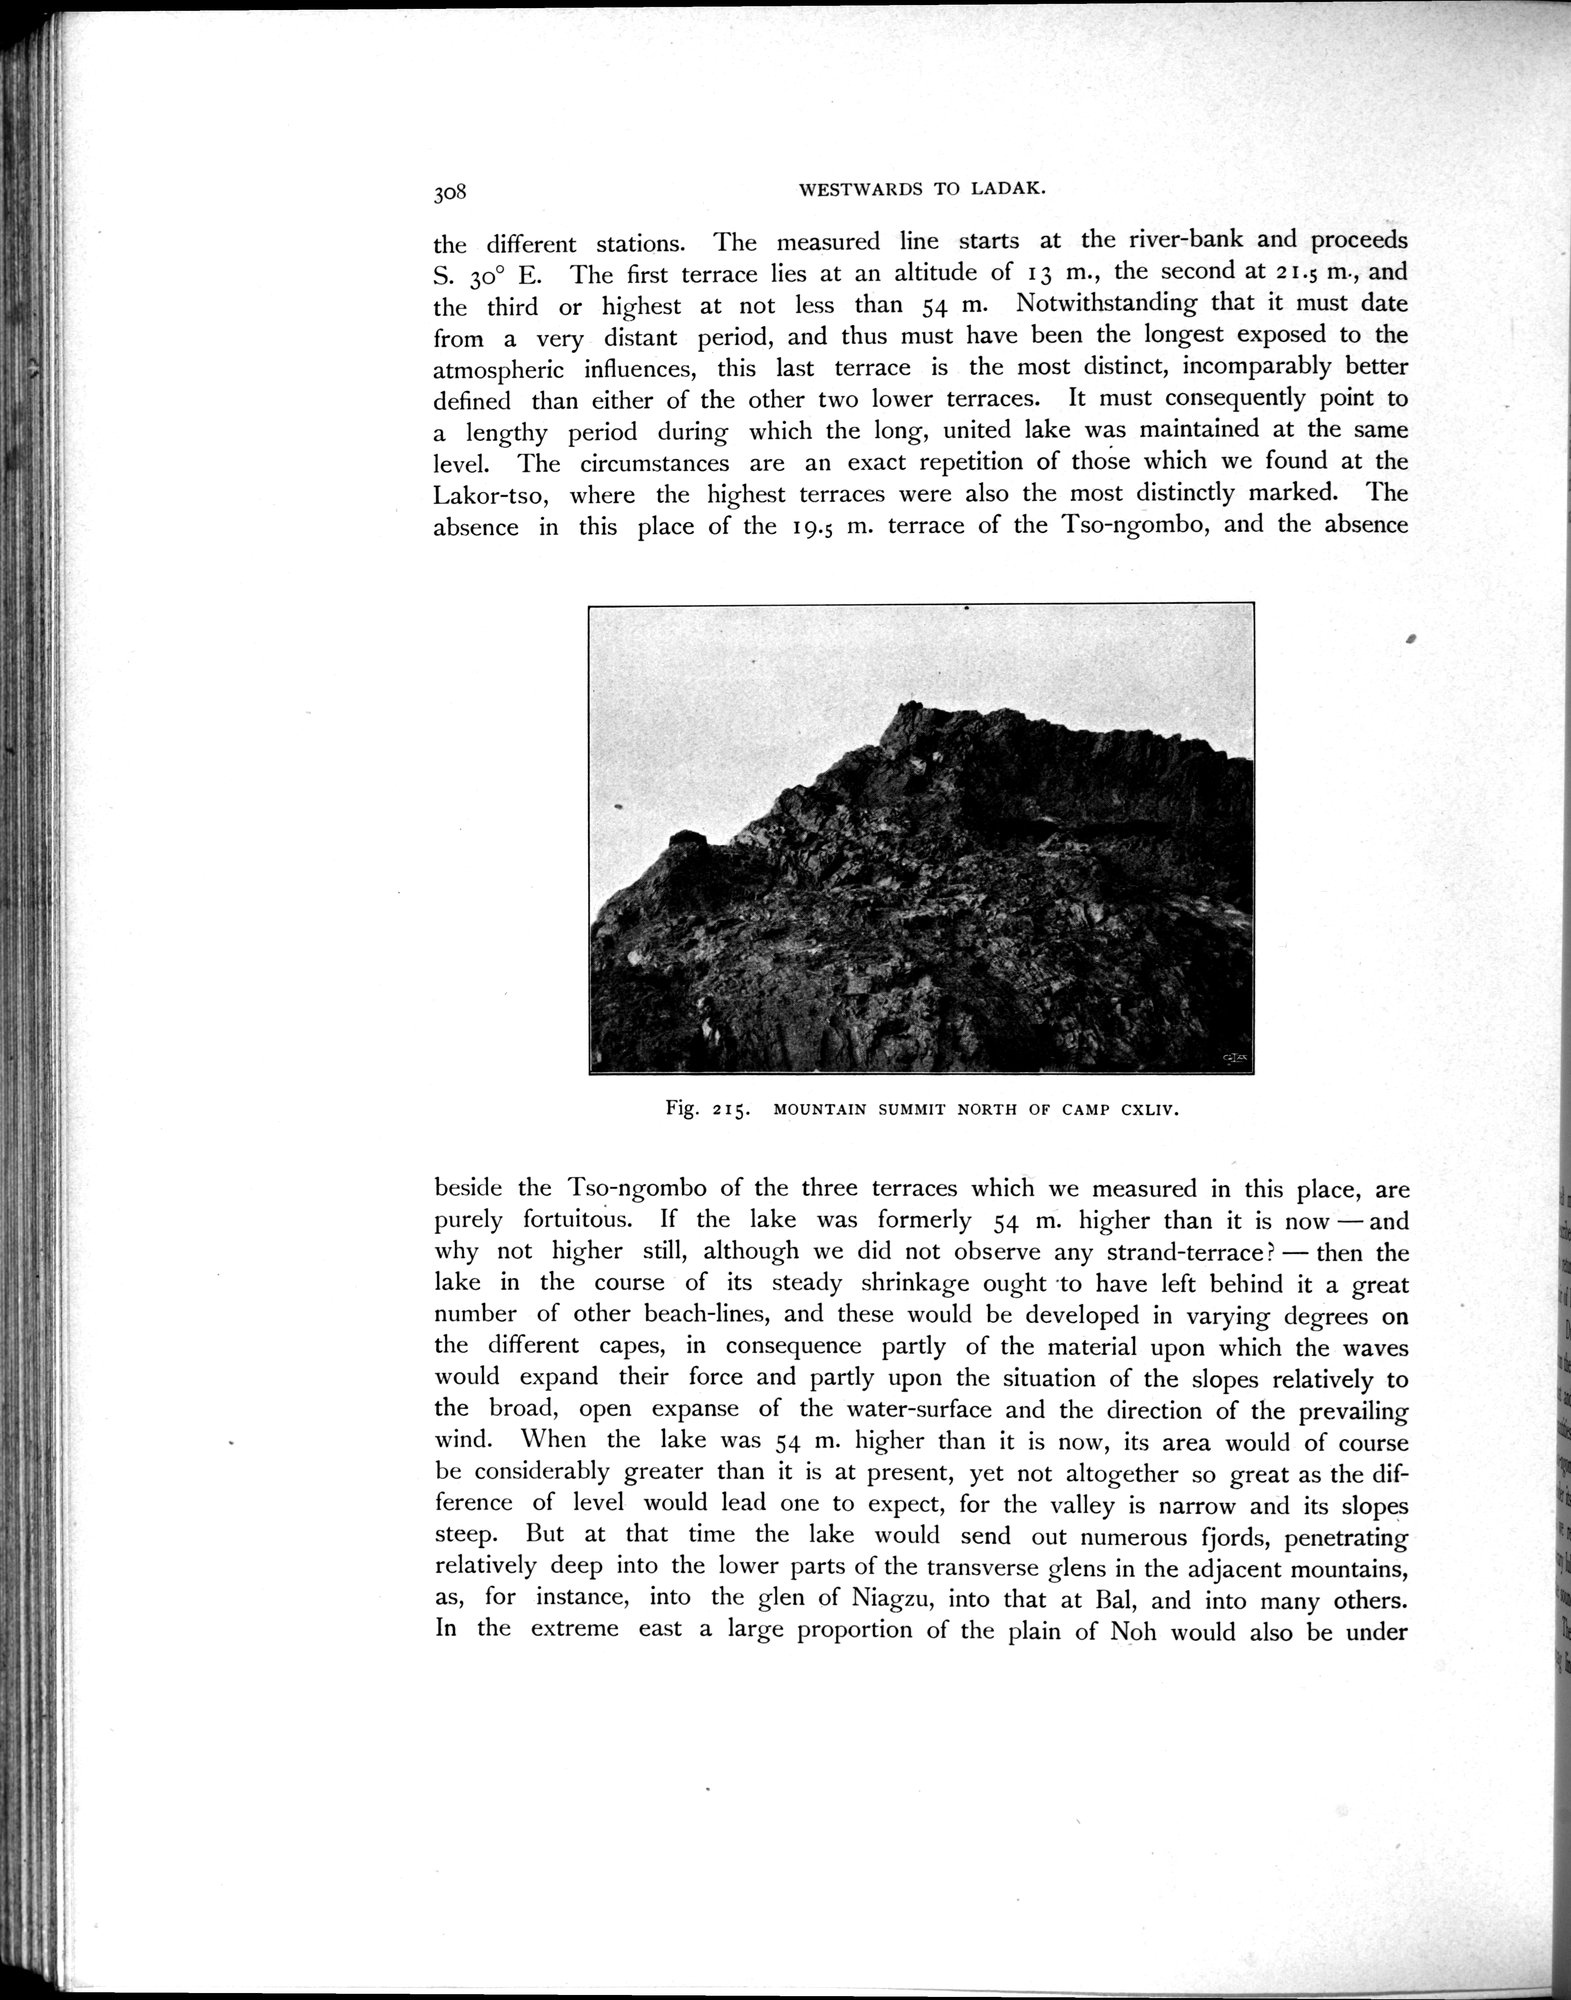 308
WESTWARDS TO LADAK.
the different stations. The measured line starts at the river-bank and proceeds
S. 30° E. The first terrace lies at an altitude of 13 m., the second at 21.5 m., and
the third or highest at not less than 54 m. Notwithstanding that it must date
from a very distant period, and thus must have been the longest exposed to the
atmospheric influences, this last terrace is the most distinct, incomparably better
defined than either of the other two lower terraces. It must consequently point to
a lengthy period during which the long, united lake was maintained at the same
level. The circumstances are an exact repetition of those which we found at the
Lakor-tso, where the highest terraces were also the most distinctly marked. The
absence in this place of the 19.5 m. terrace of the Tso-ngombo, and the absence
Fig. 215. MOUNTAIN SUMMIT NORTH OF CAMP CXLIV.
beside the Tso-ngombo of the three terraces which we measured in this place, are
purely fortuitous. If the lake was formerly 54 m. higher than it is now — and
why not higher still, although we did not observe any strand-terrace? — then the
lake in the course of its steady shrinkage ought to have left behind it a great
number of other beach-lines, and these would be developed in varying degrees on
the different capes, in consequence partly of the material upon which the waves
would expand their force and partly upon the situation of the slopes relatively to
the broad, open expanse of the water-surface and the direction of the prevailing
wind. When the lake was 54 m. higher than it is now, its area would of course
be considerably greater than it is at present, yet not altogether so great as the dif-
ference of level would lead one to expect, for the valley is narrow and its slopes
steep. But at that time the lake would send out numerous fjords, penetrating
relatively deep into the lower parts of the transverse glens in the adjacent mountains,
as, for instance, into the glen of Niagzu, into that at Bal, and into many others.
In the extreme east a large proportion of the plain of Noh would also be under